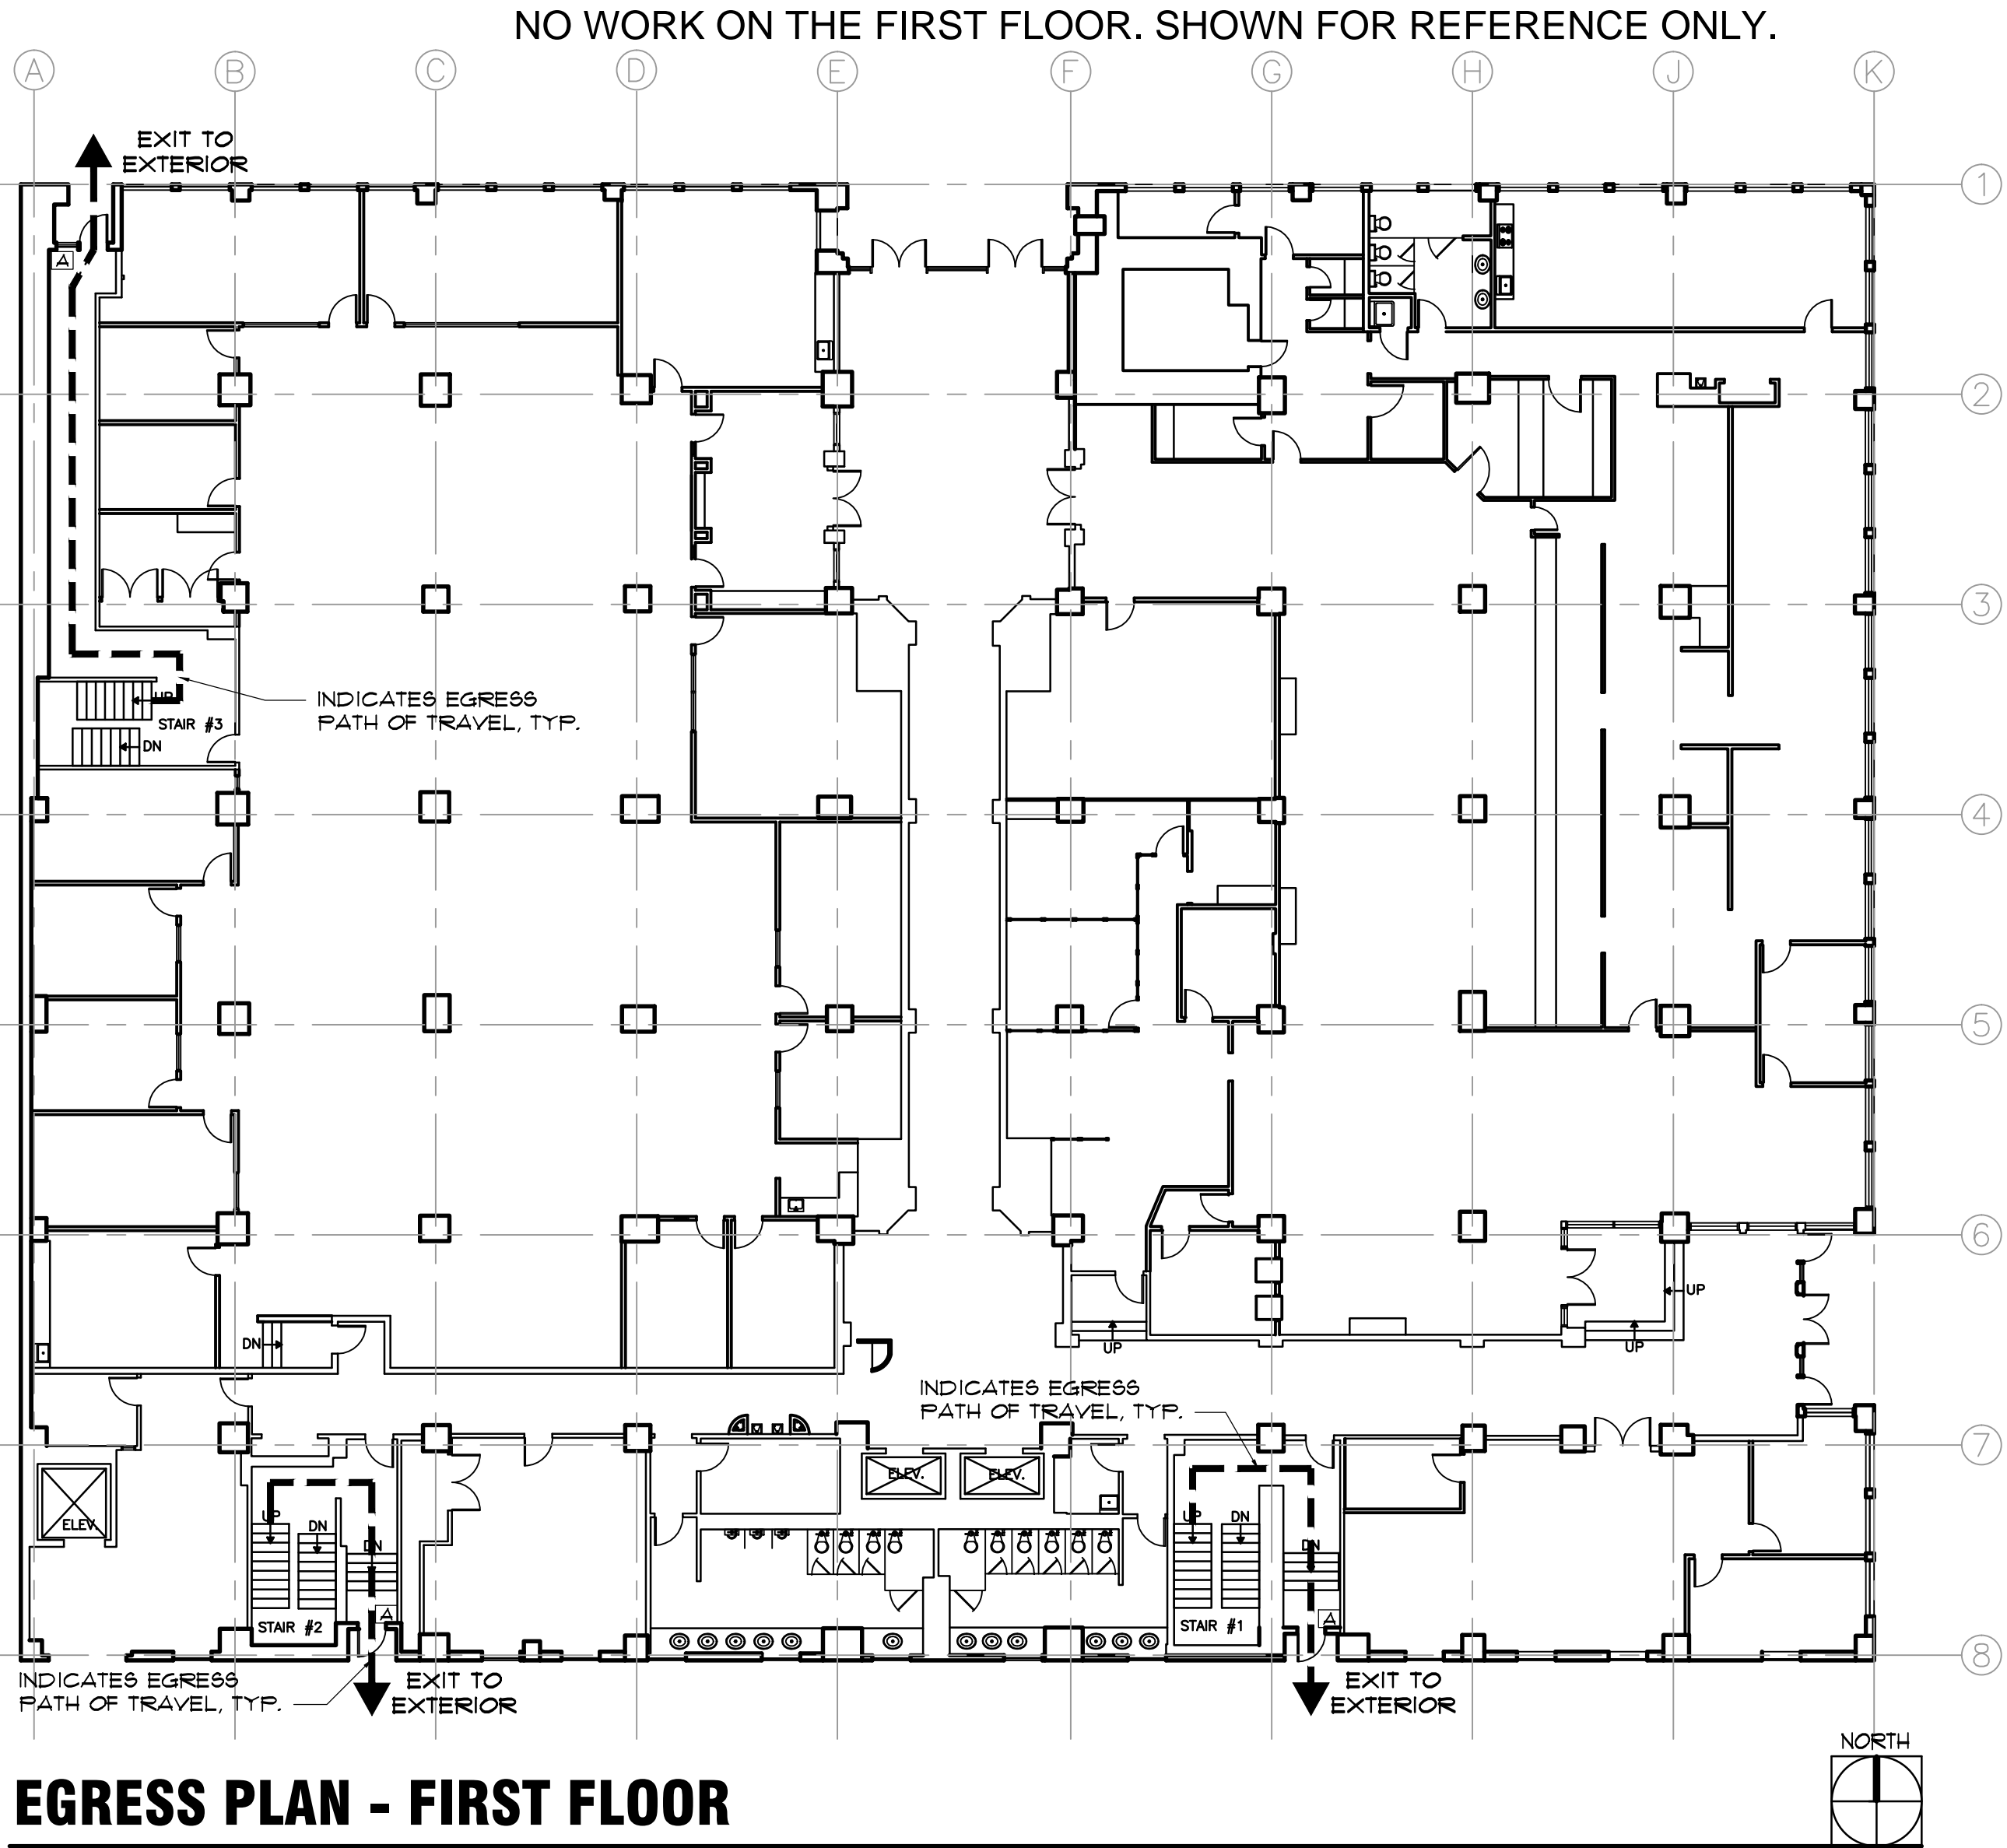 NO WORK ON THE FIRST FLOOR. SHOWN FOR REFERENCE ONLY.
A B C D E F G H J K
EXIT TO
EXTERIOR
1
A
2
3
INDICATES EGRESS
PATH OF TRAVEL, TYP.
UP
STAIR #3
DN
4
5
6
UP
DN
UP
UP
INDICATES EGRESS
PATH OF TRAVEL, TYP.
7
ELEV.
ELEV.
ELEV.
UP
DN
DN
UP
DN
DN
A
A
STAIR #2
STAIR #1
8
INDICATES EGRESS
PATH OF TRAVEL, TYP.
EXIT TO
EXTERIOR
EXIT TO
EXTERIOR
NORTH
EGRESS PLAN - FIRST FLOOR